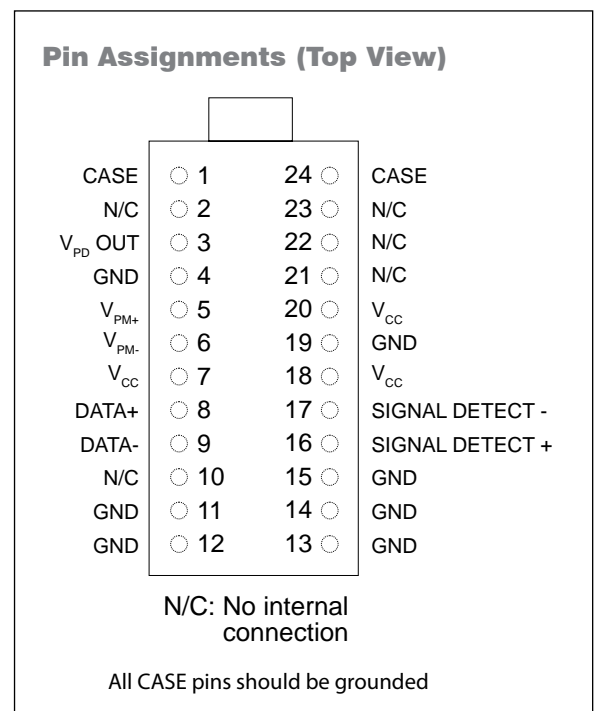 Pin Assignments (Top View)
CASE 1 24 CASE
N/C 2 23 N/C
VPD OUT 3 22 N/C
GND 4 21 N/C
VPM+ 5 20 VCC
VPM- 6 19 GND
VCC 7 18 VCC
DATA+ 8 17 SIGNAL DETECT -
DATA- 9 16 SIGNAL DETECT +
N/C 10 15 GND
GND 11 14 GND
GND 12 13 GND
N/C: No internal
connection
All CASE pins should be grounded